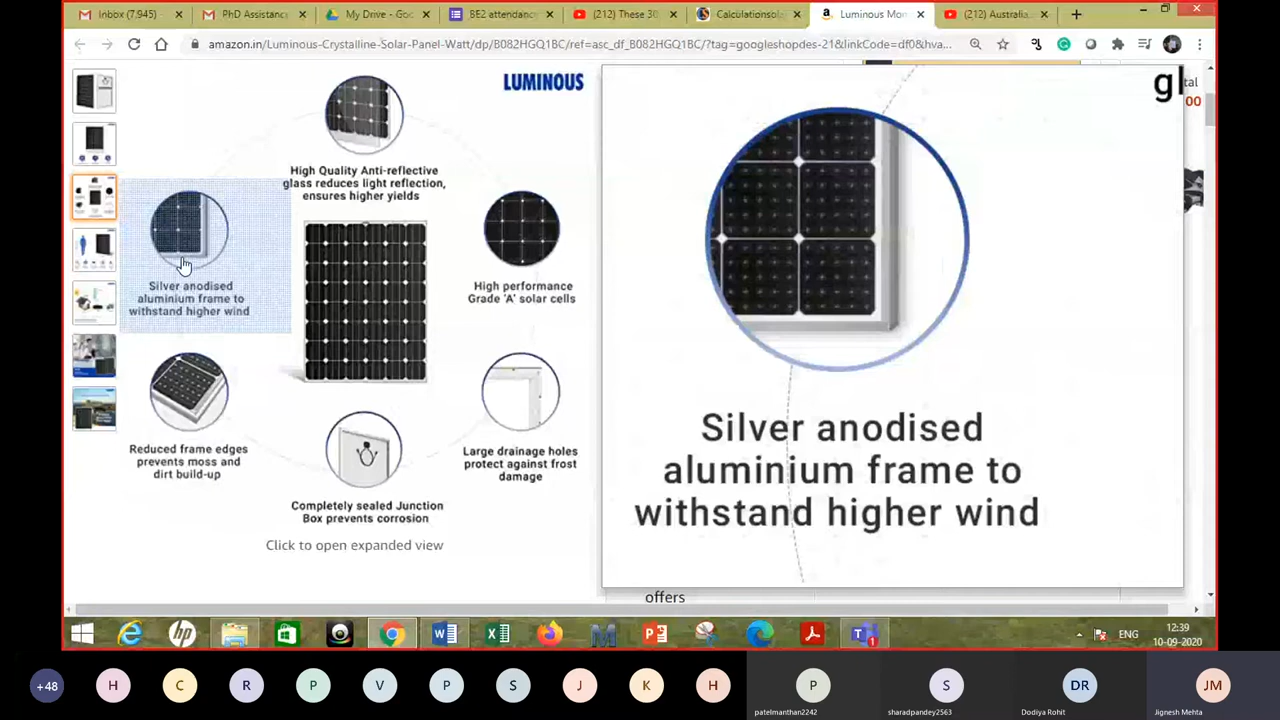 Inbox (7,945) -
PhD Assistanc
My Drive - Goo
BE2 attendanc
(212) These 30
Calculationsola
Luminous Mon
(212) Australia
amazon.in/Luminous-Crystalline-Solar-Panel-Watt/dp/B082HGQ1BC/ref=asc_df_B082HGQ1BC/?tag=googleshopdes-21&linkCode=df0&hva...
LUMINOUS
High Quality Anti-reflective
glass reduces light reflection,
ensures higher yields
Silver anodised
aluminium frame to
withstand higher wind
High performance
Grade 'A' solar cells
Reduced frame edges
prevents moss and
dirt build-up
Large drainage holes
protect against frost
damage
Completely sealed Junction
Box prevents corrosion
Click to open expanded view
gl
tal
00
Silver anodised
aluminium frame to
withstand higher wind
offers
ENG
12:39
10-09-2020
+48
H
C
R
P
V
P
S
J
K
H
P
S
DR
JM
patelmanthan2242
sharadpandey2563
Dodiya Rohit
Jignesh Mehta